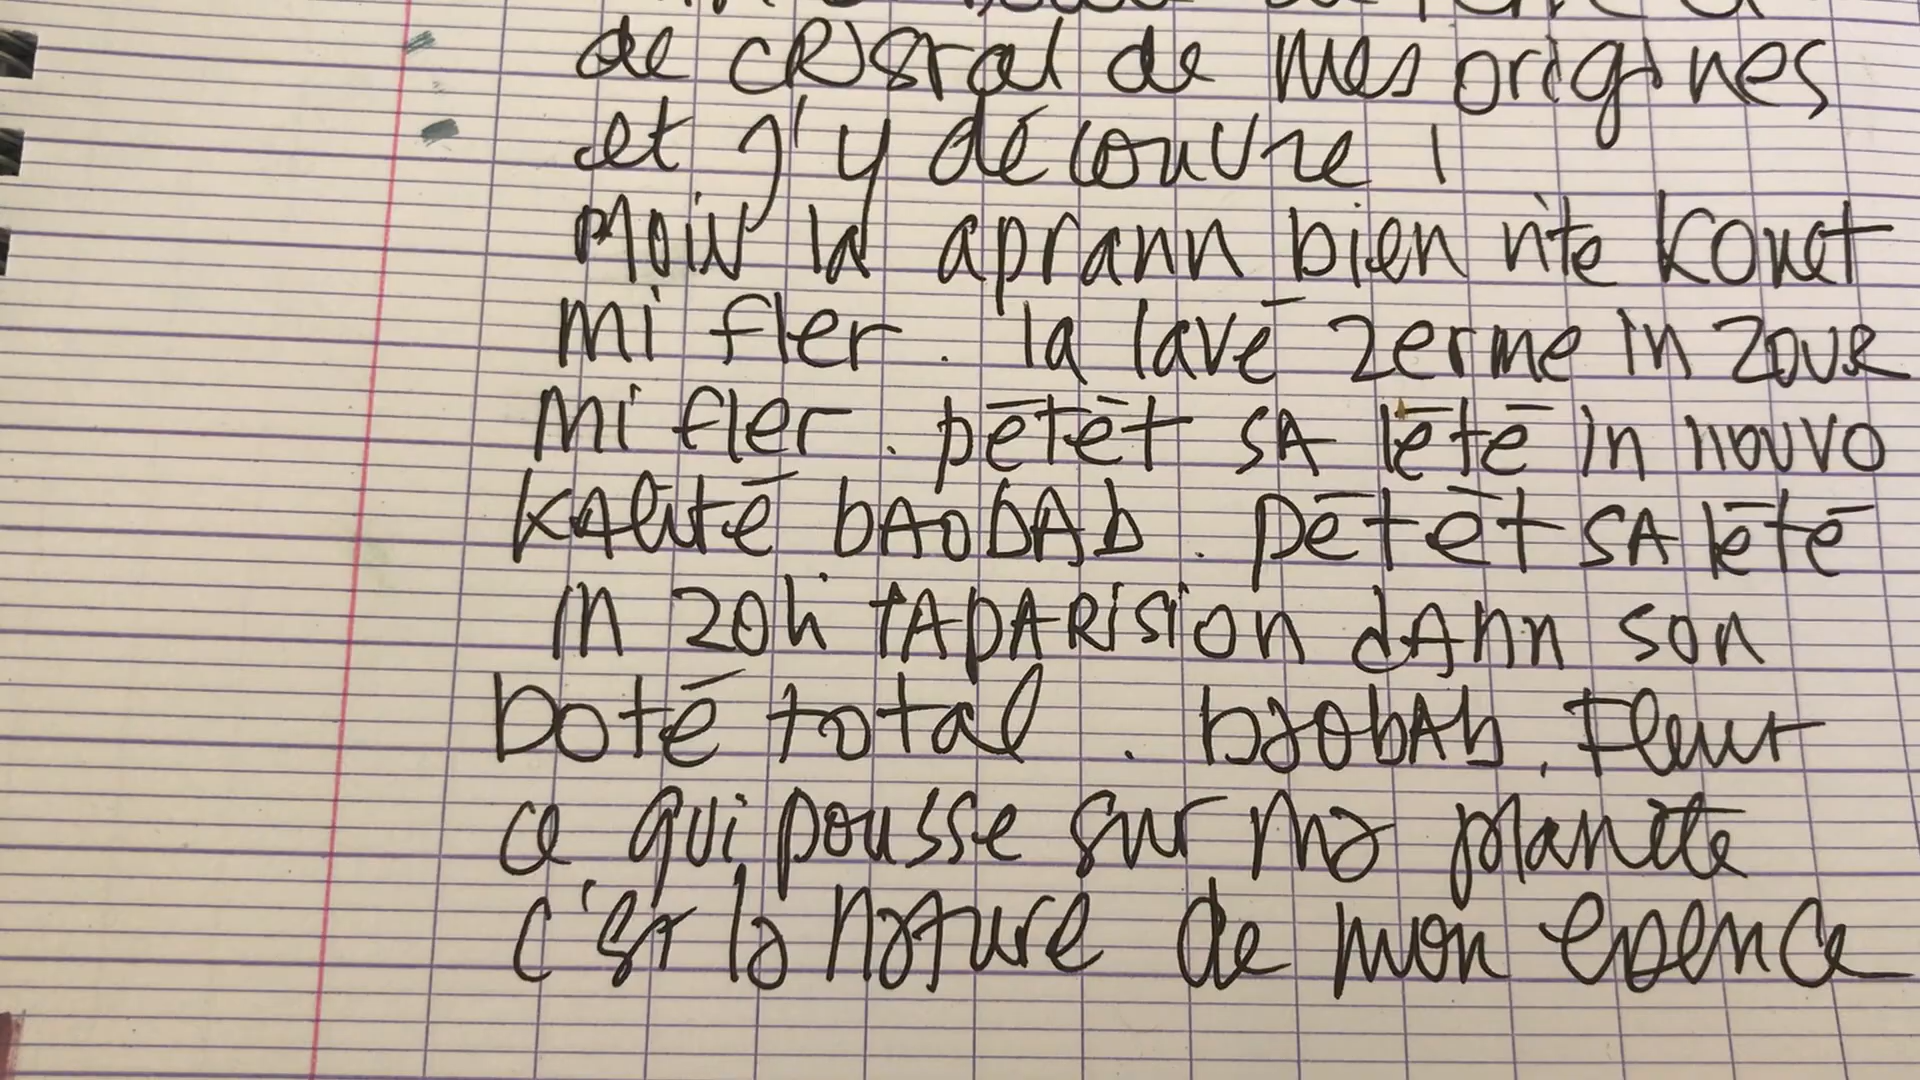 de cRistal de mes origines
et j'y découvre !
moin la aprann bien nite konet
mi fler. la lavé zerme in zour
mi fler. pétèt SA lété in nouvo
kAlité bAobAb. pétèt SA lété
in zoli tApARision dAnn son
boté total. baobAb, Fleur
ce qui pousse sur ma planète
c'est la nature de mon esence